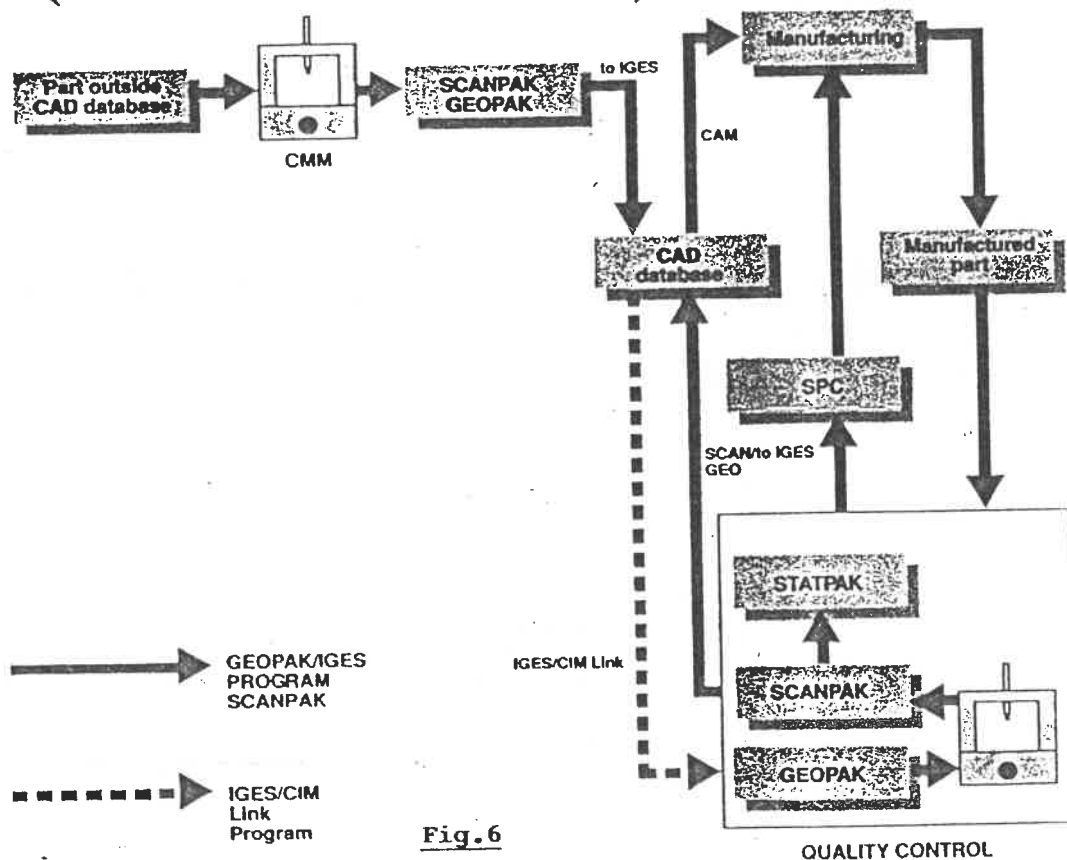 Part outside
CAD database
CMM
SCANPAK
GEOPAK
to IGES
Manufacturing
CAM
CAD
database
Manufactured
part
SPC
SCAN/to IGES
GEO
STATPAK
IGES/CIM Link
SCANPAK
GEOPAK
QUALITY CONTROL
GEOPAK/IGES
PROGRAM
SCANPAK
IGES/CIM
Link
Program
Fig.6